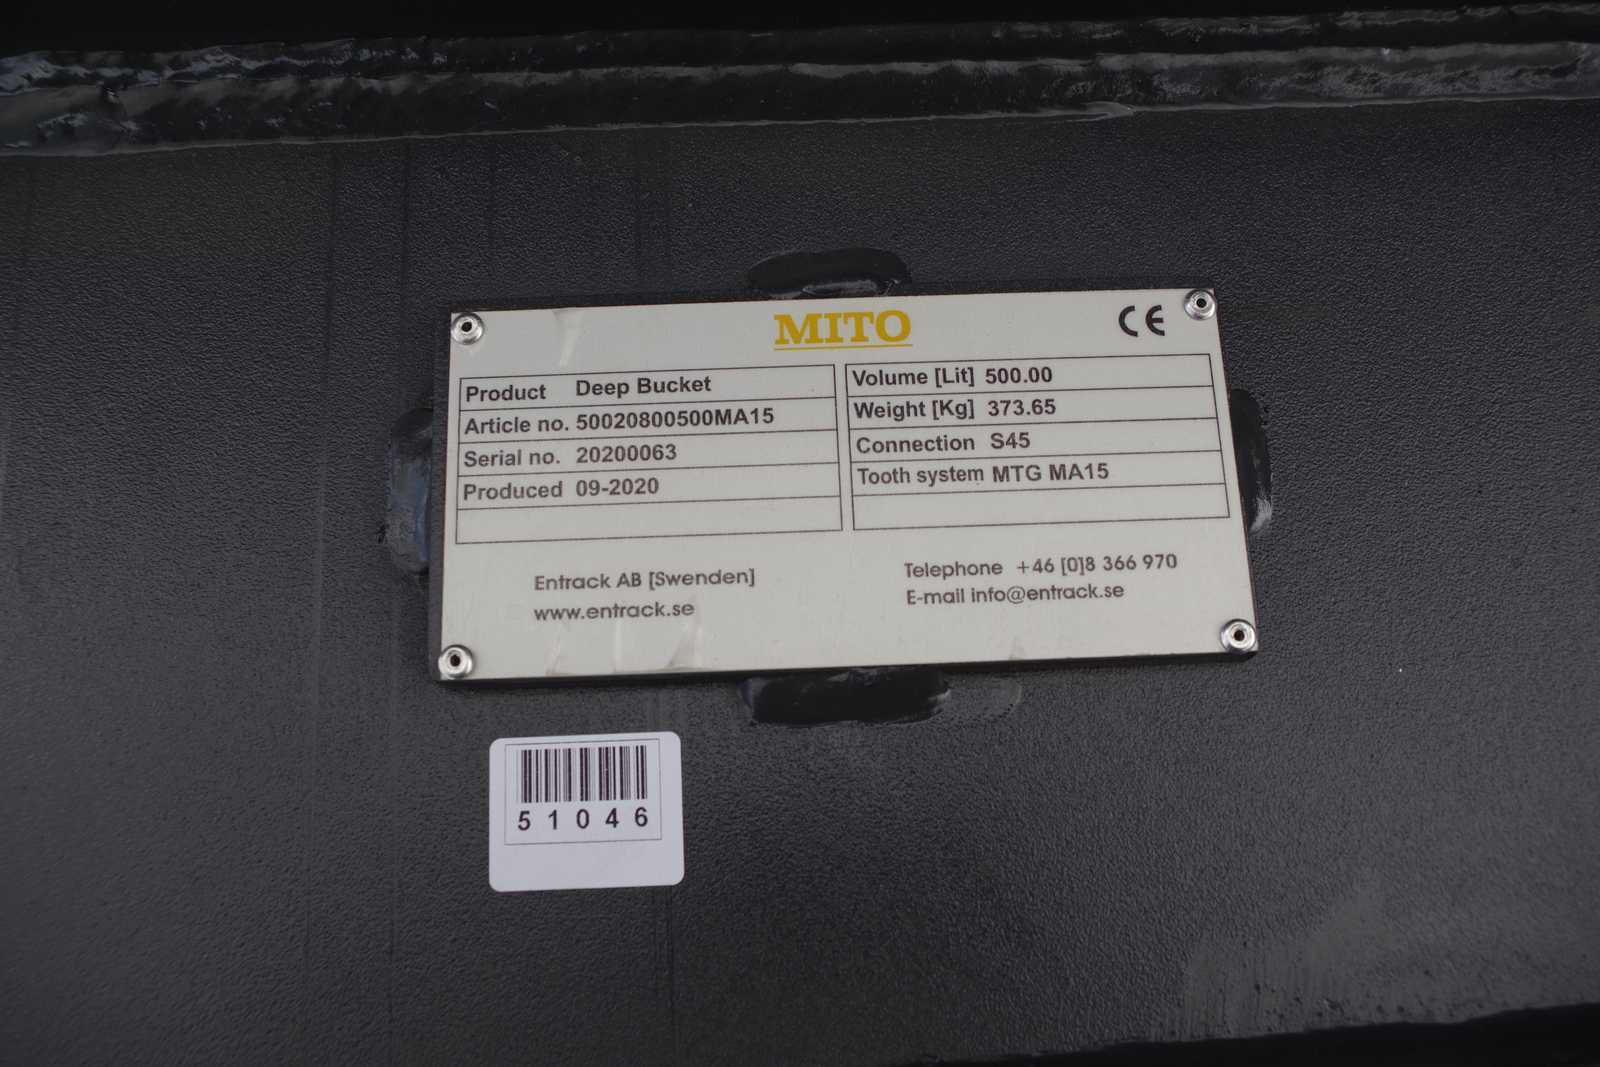 MITO
CE
Product Deep Bucket
Article no. 50020800500MA15
Serial no. 20200063
Produced 09-2020
Volume [Lit] 500.00
Weight [Kg] 373.65
Connection S45
Tooth system MTG MA15
Entrack AB [Swenden]
www.entrack.se
Telephone +46 [0]8 366 970
E-mail info@entrack.se
51046